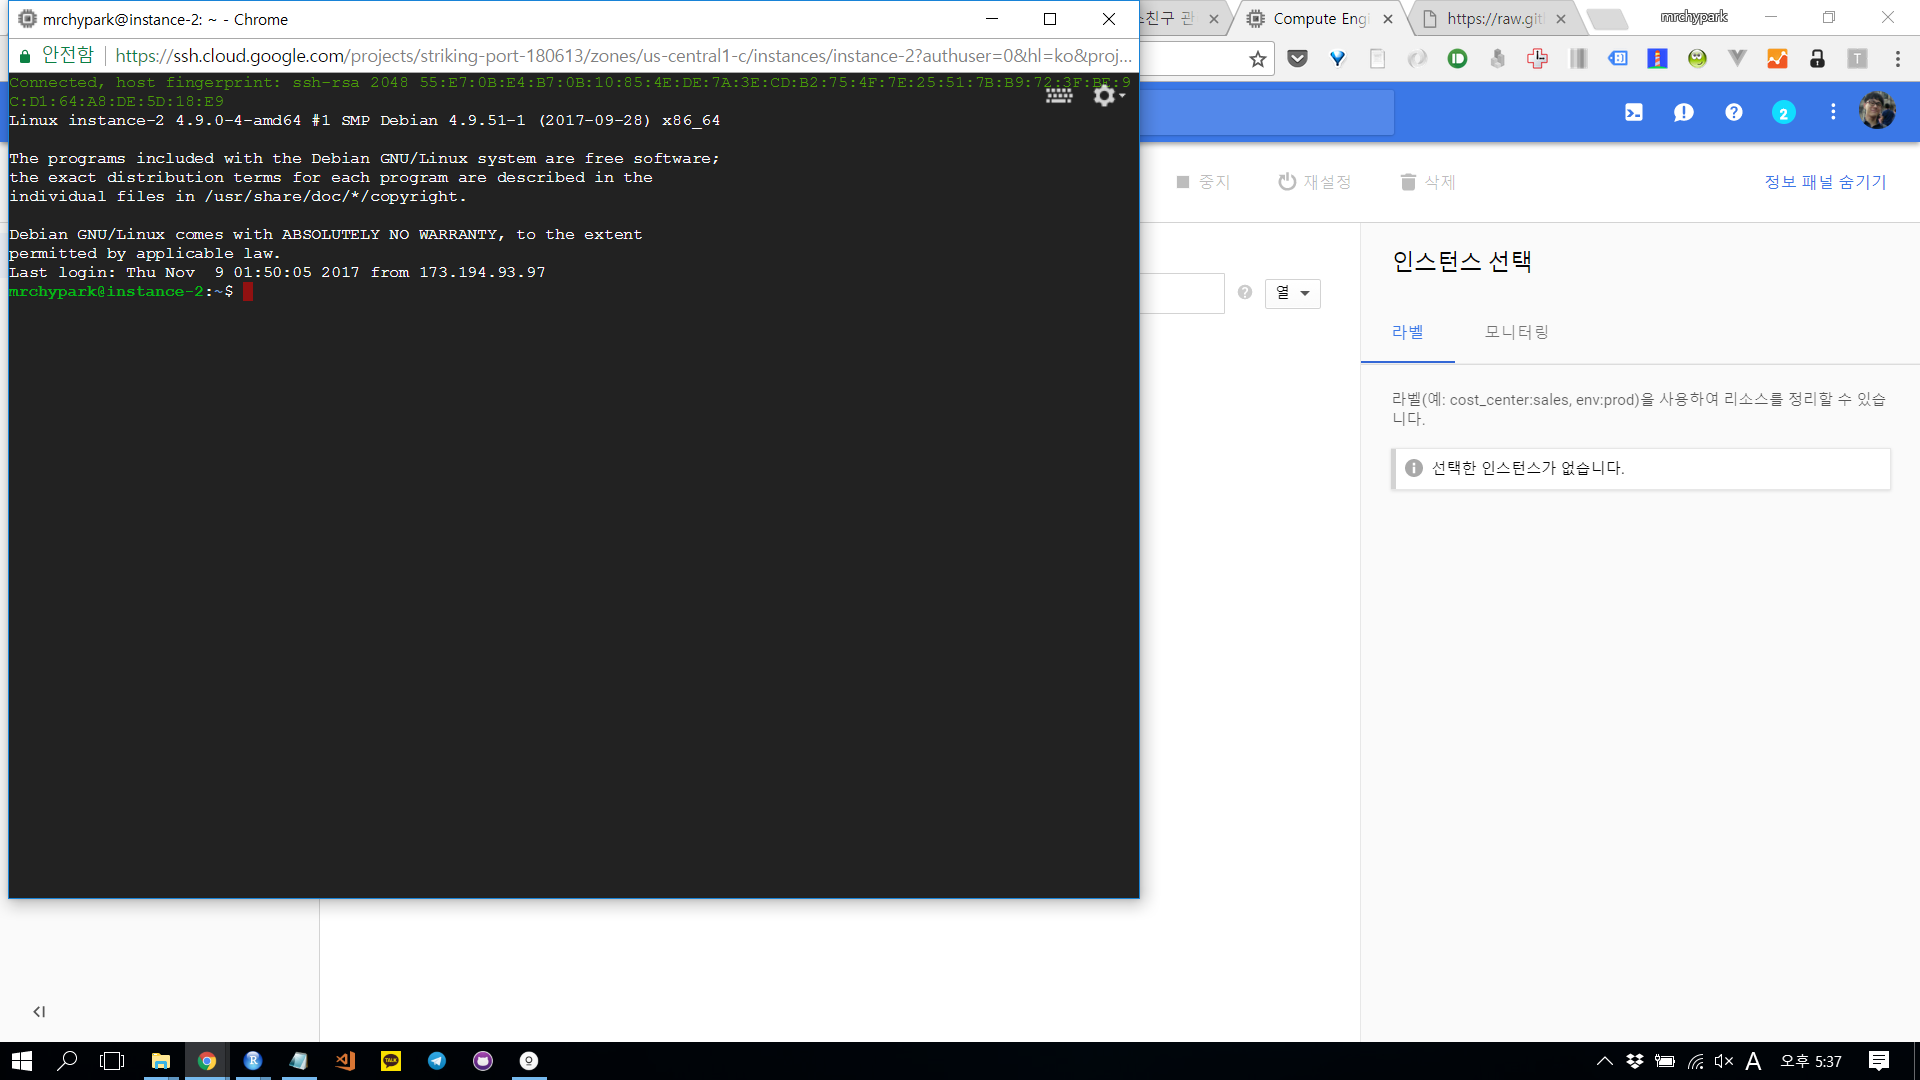 mrchypark@instance-2: ~ - Chrome
안전함 https://ssh.cloud.google.com/projects/striking-port-180613/zones/us-central1-c/instances/instance-2?authuser=0&hl=ko&proj...
Connected, host fingerprint: ssh-rsa 2048 55:E7:0B:E4:B7:0B:10:85:4E:DE:7A:3E:CD:B2:75:4F:7E:25:51:7B:B9:72:3F:BE:9
C:D1:64:A8:DE:5D:18:E9
Linux instance-2 4.9.0-4-amd64 #1 SMP Debian 4.9.51-1 (2017-09-28) x86_64
The programs included with the Debian GNU/Linux system are free software;
the exact distribution terms for each program are described in the
individual files in /usr/share/doc/*/copyright.
Debian GNU/Linux comes with ABSOLUTELY NO WARRANTY, to the extent
permitted by applicable law.
Last login: Thu Nov  9 01:50:05 2017 from 173.194.93.97
mrchypark@instance-2:~$
친구 관
Compute Eng
https://raw.git
mrchypark
2
중지
재설정
삭제
정보 패널 숨기기
열
인스턴스 선택
라벨
모니터링
라벨(예: cost_center:sales, env:prod)을 사용하여 리소스를 정리할 수 있습
니다.
선택한 인스턴스가 없습니다.
A
오후 5:37